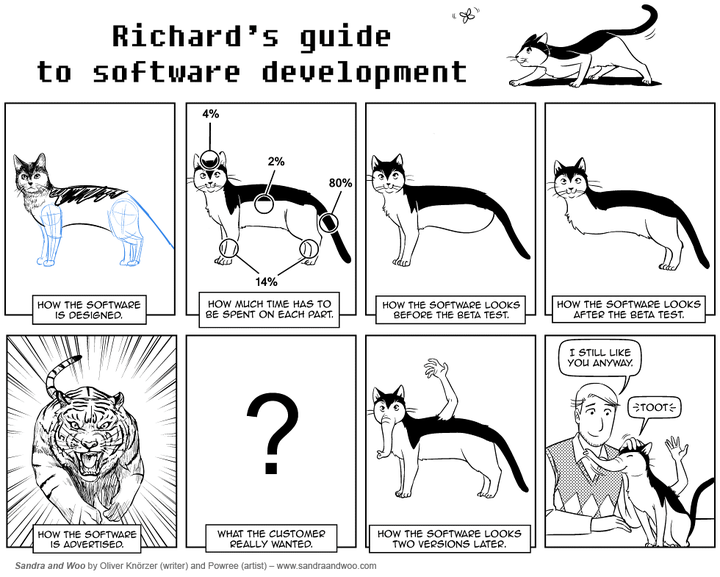 Richard's guide
to software development
HOW THE SOFTWARE
IS DESIGNED.
4%
2%
80%
14%
HOW MUCH TIME HAS TO
BE SPENT ON EACH PART.
HOW THE SOFTWARE LOOKS
BEFORE THE BETA TEST.
HOW THE SOFTWARE LOOKS
AFTER THE BETA TEST.
HOW THE SOFTWARE
IS ADVERTISED.
?
WHAT THE CUSTOMER
REALLY WANTED.
HOW THE SOFTWARE LOOKS
TWO VERSIONS LATER.
I STILL LIKE
YOU ANYWAY.
TOOT
Sandra and Woo by Oliver Knörzer (writer) and Powree (artist) – www.sandraandwoo.com